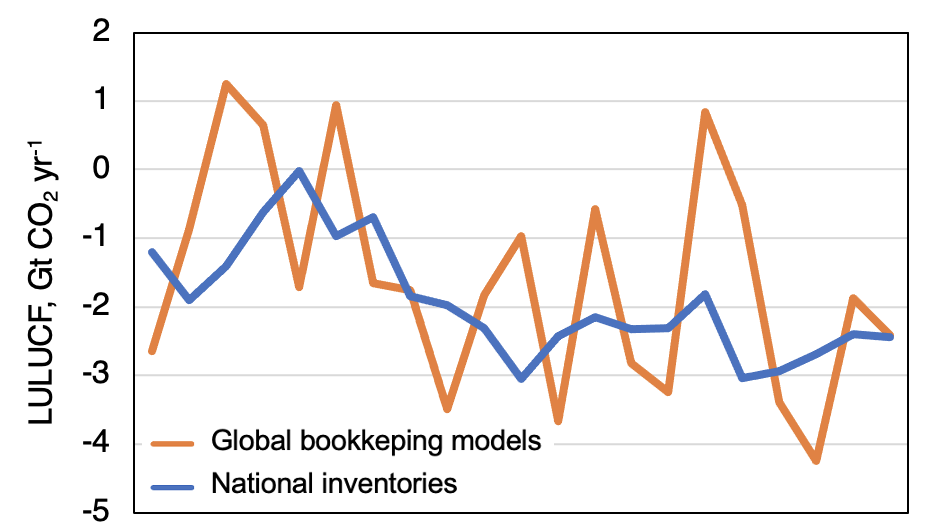 2
1
0
-1
-2
-3
-4
-5
LULUCF, Gt CO₂ yr⁻¹
Global bookkeping models
National inventories